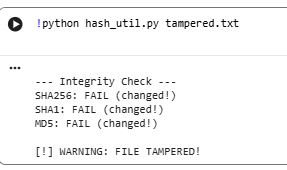 !python hash_util.py tampered.txt
...
--- Integrity Check ---
SHA256: FAIL (changed!)
SHA1: FAIL (changed!)
MD5: FAIL (changed!)
[!] WARNING: FILE TAMPERED!